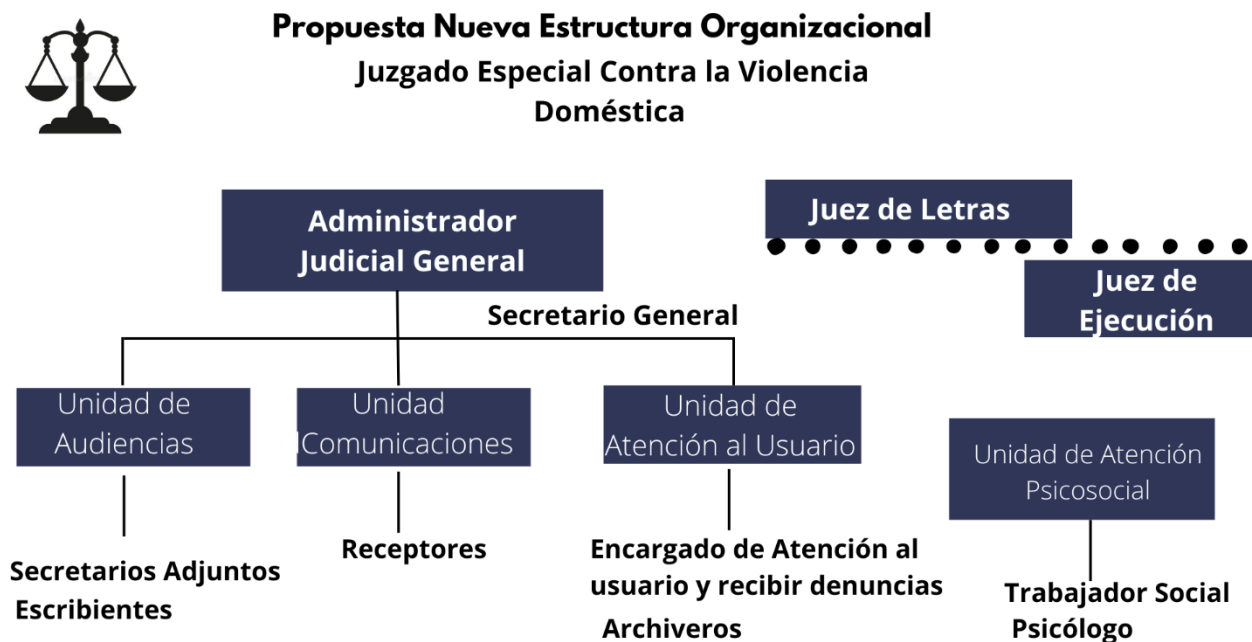 Propuesta Nueva Estructura Organizacional
Juzgado Especial Contra la Violencia
Doméstica
Administrador
Judicial General
Juez de Letras
Juez de
Ejecución
Secretario General
Unidad de
Audiencias
Unidad
lComunicaciones
Unidad de
Atención al Usuario
Unidad de Atención
Psicosocial
Secretarios Adjuntos
Escribientes
Receptores
Encargado de Atención al
usuario y recibir denuncias
Archiveros
Trabajador Social
Psicólogo